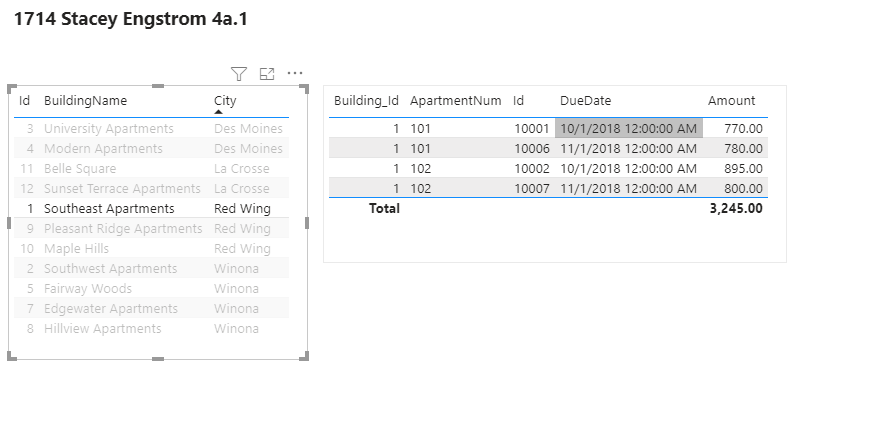 1714 Stacey Engstrom 4a.1
Id BuildingName City
3 University Apartments Des Moines
4 Modern Apartments Des Moines
11 Belle Square La Crosse
12 Sunset Terrace Apartments La Crosse
1 Southeast Apartments Red Wing
9 Pleasant Ridge Apartments Red Wing
10 Maple Hills Red Wing
2 Southwest Apartments Winona
5 Fairway Woods Winona
7 Edgewater Apartments Winona
8 Hillview Apartments Winona
Building_Id ApartmentNum Id DueDate Amount
1 101 10001 10/1/2018 12:00:00 AM 770.00
1 101 10006 11/1/2018 12:00:00 AM 780.00
1 102 10002 10/1/2018 12:00:00 AM 895.00
1 102 10007 11/1/2018 12:00:00 AM 800.00
Total 3,245.00